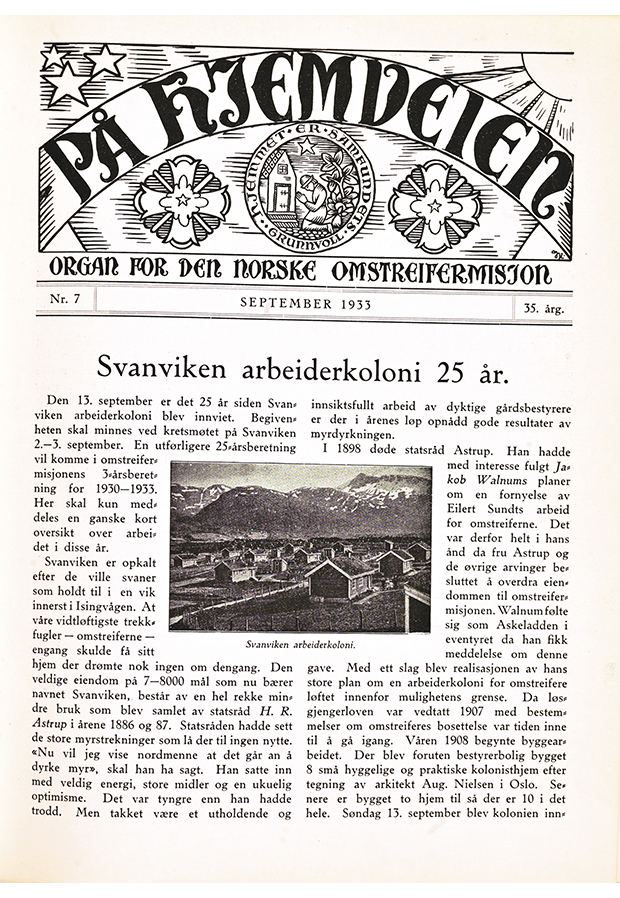 PÅ HJEMVEIEN
HJEMMET · ER · SAMFUNDETS · GRUNNVOLL
ORGAN FOR DEN NORSKE OMSTREIFERMISJON
Nr. 7
SEPTEMBER 1933
35. årg.
Svanviken arbeiderkoloni 25 år.
Den 13. september er det 25 år siden Svan-
viken arbeiderkoloni blev innviet. Begiven-
heten skal minnes ved kretsmøtet på Svanviken
2.—3. september. En utførligere 25-årsberetning
vil komme i omstreifer-
misjonens 3-årsberet-
ning for 1930—1933.
Her skal kun med-
deles en ganske kort
oversikt over arbei-
det i disse år.
Svanviken er opkalt
efter de ville svaner
som holdt til i en vik
innerst i Isingvågen. At
våre vidtløftigste trekk-
fugler — omstreiferne —
engang skulde få sitt
hjem der drømte nok ingen om dengang. Den
veldige eiendom på 7—8000 mål som nu bærer
navnet Svanviken, består av en hel rekke min-
dre bruk som blev samlet av statsråd H. R.
Astrup i årene 1886 og 87. Statsråden hadde sett
de store myrstrekninger som lå der til ingen nytte.
«Nu vil jeg vise nordmenne at det går an å
dyrke myr», skal han ha sagt. Han satte inn
med veldig energi, store midler og en ukuelig
optimisme. Det var tyngre enn han hadde
trodd. Men takket være et utholdende og
innsiktsfullt arbeid av dyktige gårdsbestyrere
er der i årenes løp opnådd gode resultater av
myrdyrkningen.
I 1898 døde statsråd Astrup. Han hadde
med interesse fulgt Ja-
kob Walnums planer
om en fornyelse av
Eilert Sundts arbeid
for omstreiferne. Det
var derfor helt i hans
ånd da fru Astrup og
de øvrige arvinger be-
sluttet å overdra eien-
dommen til omstreifer-
misjonen. Walnum følte
sig som Askeladden i
eventyret da han fikk
meddelelse om denne
gave. Med ett slag blev realisasjonen av hans
store plan om en arbeiderkoloni for omstreifere
løftet innenfor mulighetens grense. Da løs-
gjengerloven var vedtatt 1907 med bestem-
melser om omstreiferes bosettelse var tiden inne
til å gå igang. Våren 1908 begynte byggear-
beidet. Der blev foruten bestyrerbolig bygget
8 små hyggelige og praktiske kolonisthjem efter
tegning av arkitekt Aug. Nielsen i Oslo. Se-
nere er bygget to hjem til så der er 10 i det
hele. Søndag 13. september blev kolonien inn-
Svanviken arbeiderkoloni.